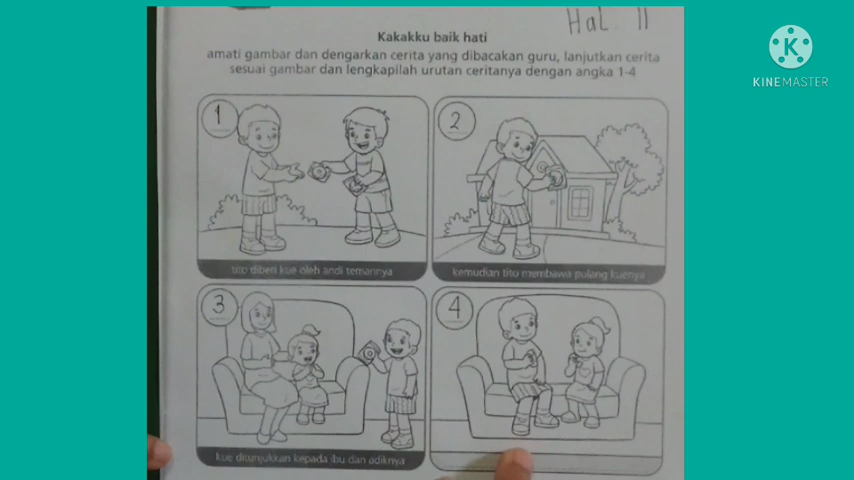 Hal. 11
Kakakku baik hati
amati gambar dan dengarkan cerita yang dibacakan guru, lanjutkan cerita
sesuai gambar dan lengkapilah urutan ceritanya dengan angka 1-4
K
KINEMASTER
1
2
tito diberi kue oleh andi temannya
kemudian tito membawa pulang kuenya
3
4
kue ditunjukkan kepada ibu dan adiknya